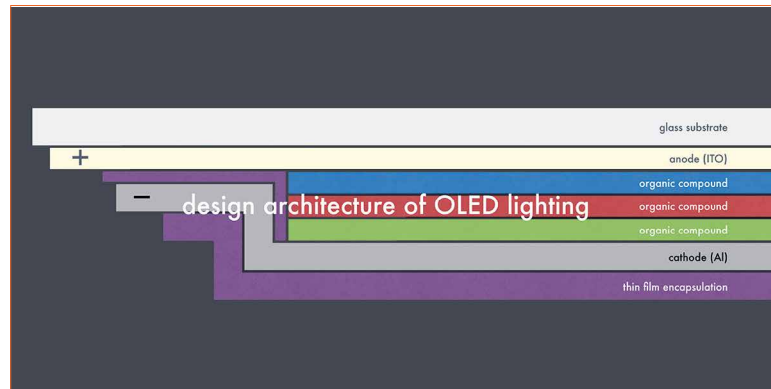 glass substrate
+
anode (ITO)
organic compound
−
design architecture of OLED lighting
organic compound
organic compound
cathode (Al)
thin film encapsulation